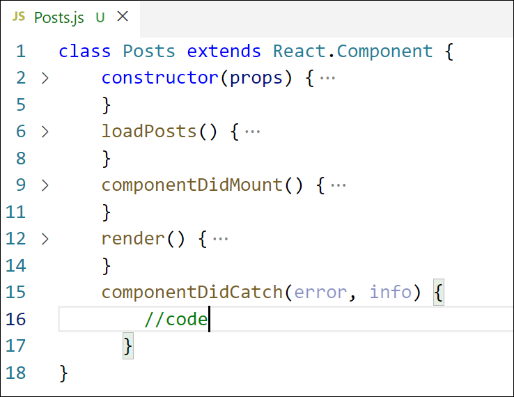 JS Posts.js U ×
1 class Posts extends React.Component {
2 > constructor(props) { ···
5 }
6 > loadPosts() { ···
8 }
9 > componentDidMount() { ···
11 }
12 > render() { ···
14 }
15 componentDidCatch(error, info) {
16 //code
17 }
18 }